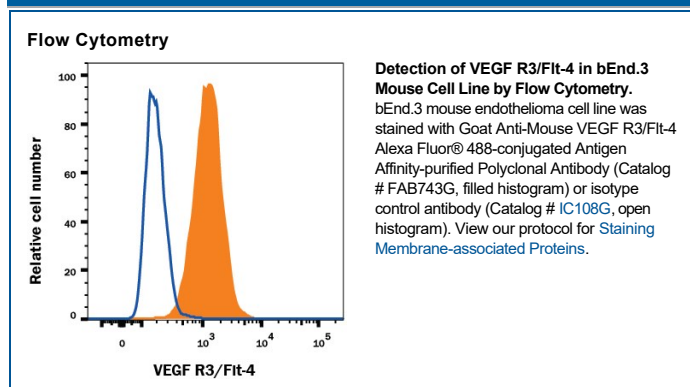 Flow Cytometry
Relative cell number
100
80
60
40
20
0
0
10³
10⁴
10⁵
VEGF R3/Flt-4
Detection of VEGF R3/Flt-4 in bEnd.3
Mouse Cell Line by Flow Cytometry.
bEnd.3 mouse endothelioma cell line was
stained with Goat Anti-Mouse VEGF R3/Flt-4
Alexa Fluor® 488-conjugated Antigen
Affinity-purified Polyclonal Antibody (Catalog
# FAB743G, filled histogram) or isotype
control antibody (Catalog # IC108G, open
histogram). View our protocol for Staining
Membrane-associated Proteins.